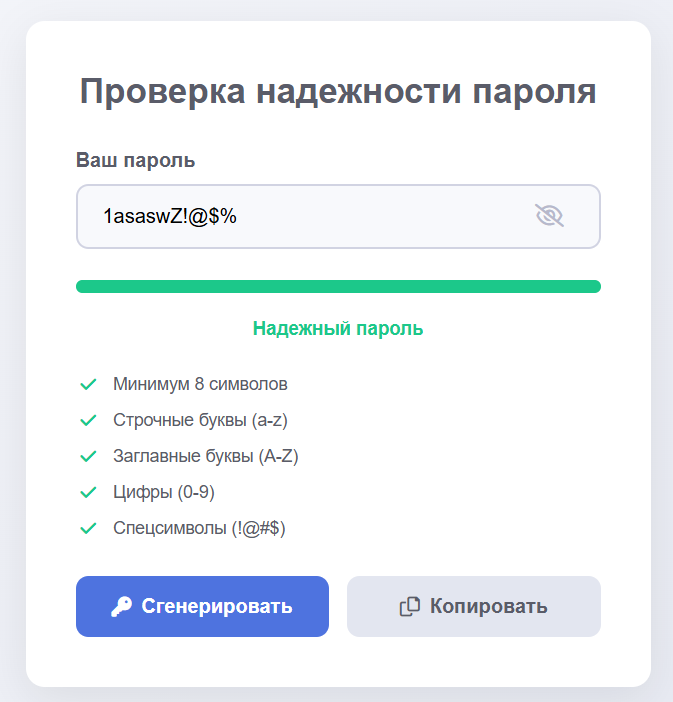 Проверка надежности пароля
Ваш пароль
1asaswZ!@$%
Надежный пароль
Минимум 8 символов
Строчные буквы (a-z)
Заглавные буквы (A-Z)
Цифры (0-9)
Спецсимволы (!@#$)
Сгенерировать
Копировать